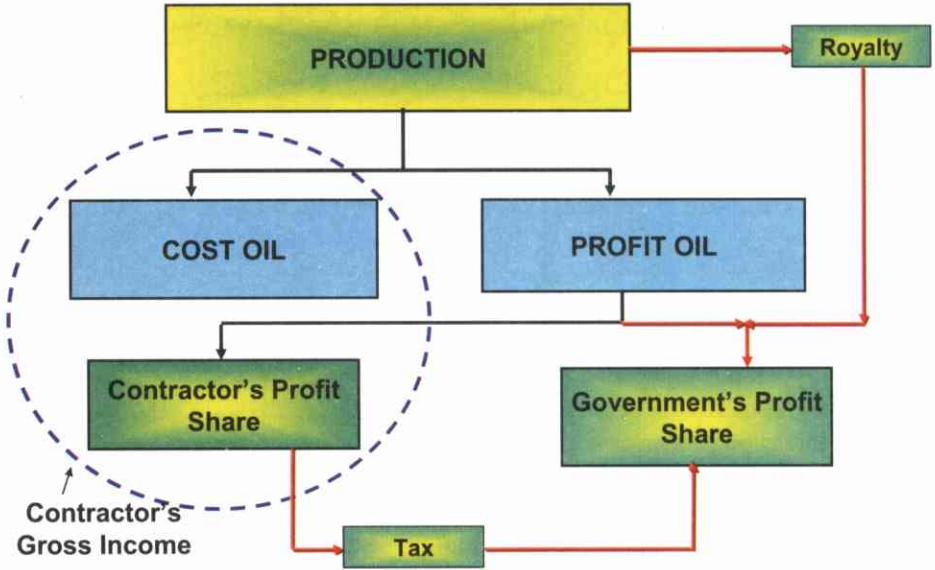 PRODUCTION
Royalty
COST OIL
PROFIT OIL
Contractor's Profit
Share
Government's Profit
Share
Contractor's
Gross Income
Tax